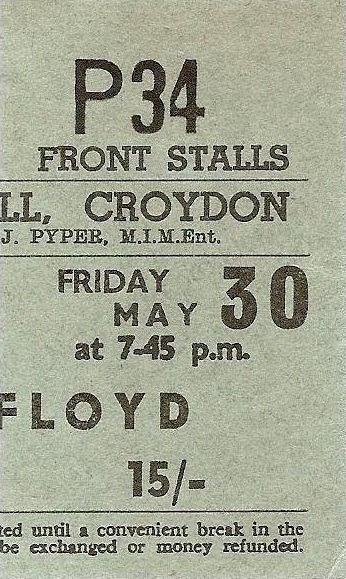 P34
FRONT STALLS
LL, CROYDON
J. PYPER, M.I.M.Ent.
FRIDAY
MAY 30
at 7-45 p.m.
FLOYD
15/-
ted until a convenient break in the
be exchanged or money refunded.